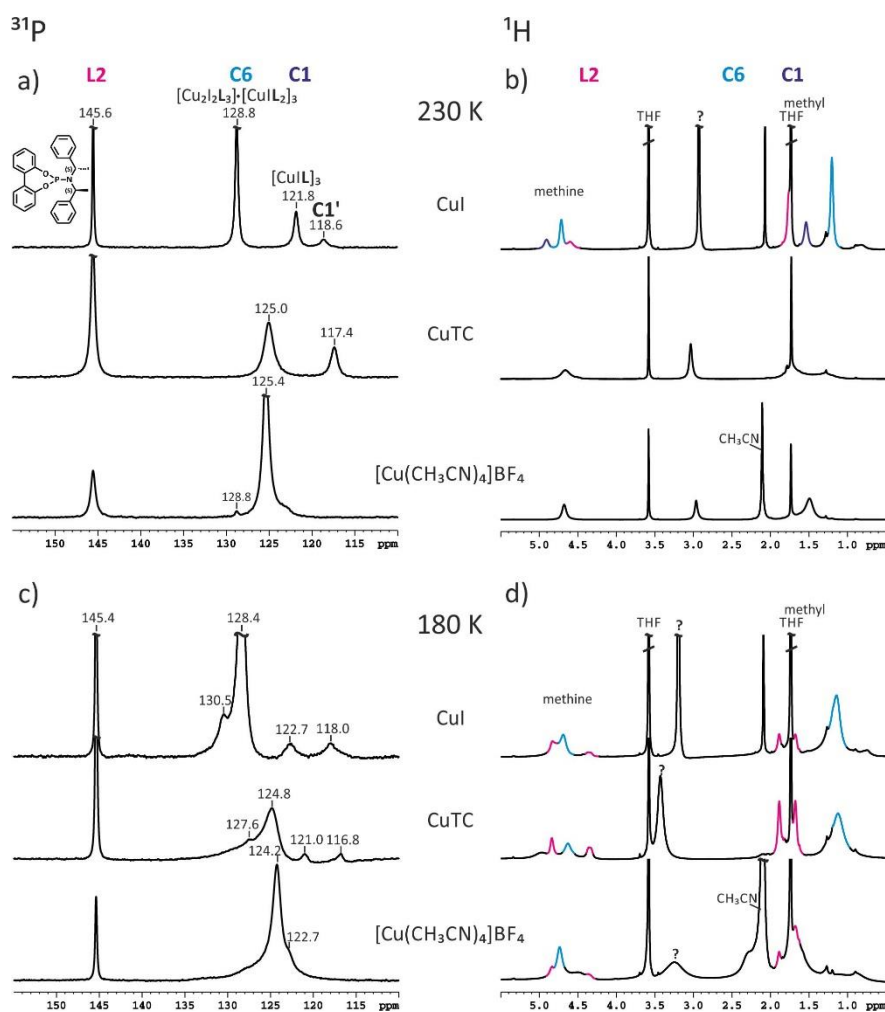 ³¹P
¹H
a)
L2 C6 C1
b)
L2 C6 C1
[Cu₂I₂L₃]•[CuIL₂]₃
145.6 128.8
230 K
THF ? THF methyl
[CuIL]₃
121.8
C1'
118.6
O P N O
(S)
(S)
CuI
methine
125.0
117.4
CuTC
125.4
128.8
[Cu(CH₃CN)₄]BF₄
CH₃CN
150 145 140 135 130 125 120 115 ppm
5.0 4.5 4.0 3.5 3.0 2.5 2.0 1.5 1.0 ppm
c)
d)
145.4 128.4
180 K
THF ? THF methyl
130.5
122.7 118.0
CuI
methine
124.8
127.6
121.0 116.8
CuTC
?
124.2
122.7
[Cu(CH₃CN)₄]BF₄
CH₃CN
?
150 145 140 135 130 125 120 115 ppm
5.0 4.5 4.0 3.5 3.0 2.5 2.0 1.5 1.0 ppm